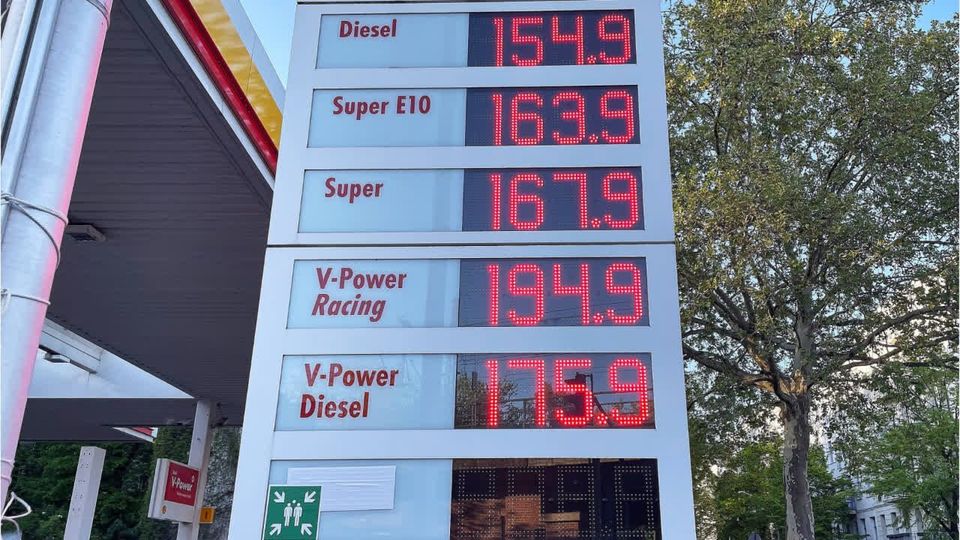 Diesel 154.9
Super E10 163.9
Super 167.9
V-Power
Racing 194.9
V-Power
Diesel 175.9
V-Power